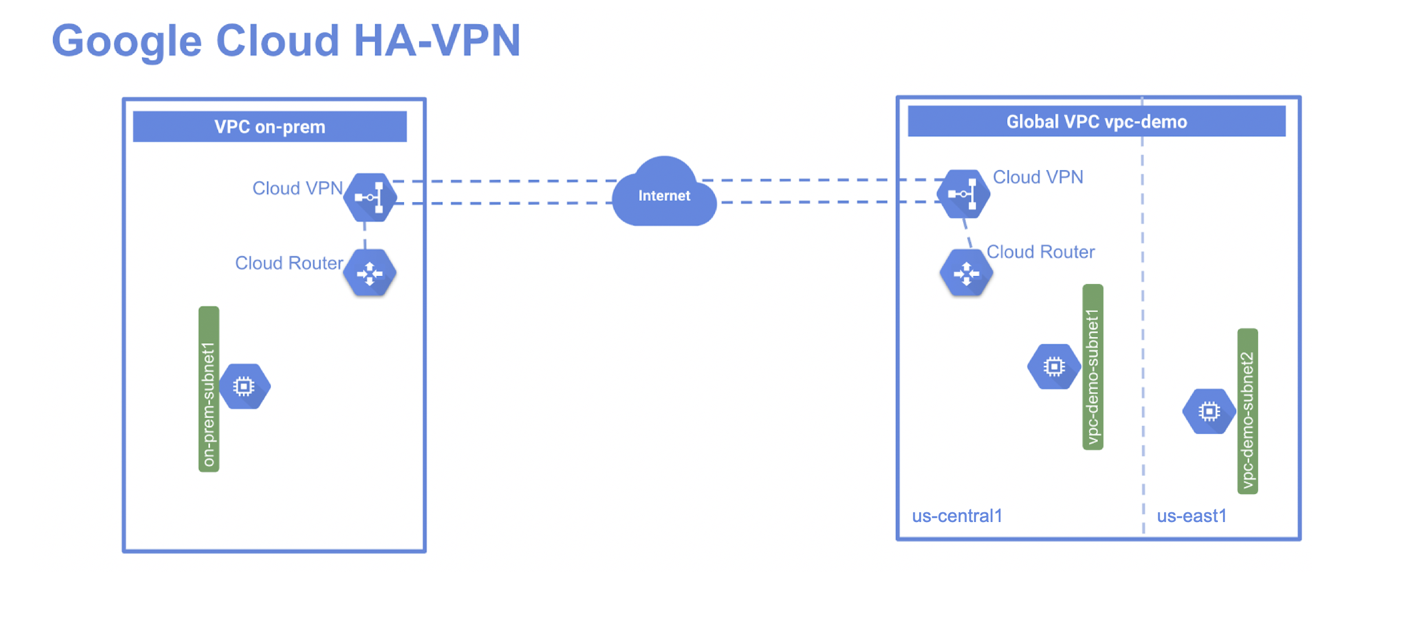 Google Cloud HA-VPN
VPC on-prem
Cloud VPN
Cloud Router
on-prem-subnet1
Internet
Global VPC vpc-demo
Cloud VPN
Cloud Router
vpc-demo-subnet1
vpc-demo-subnet2
us-central1
us-east1